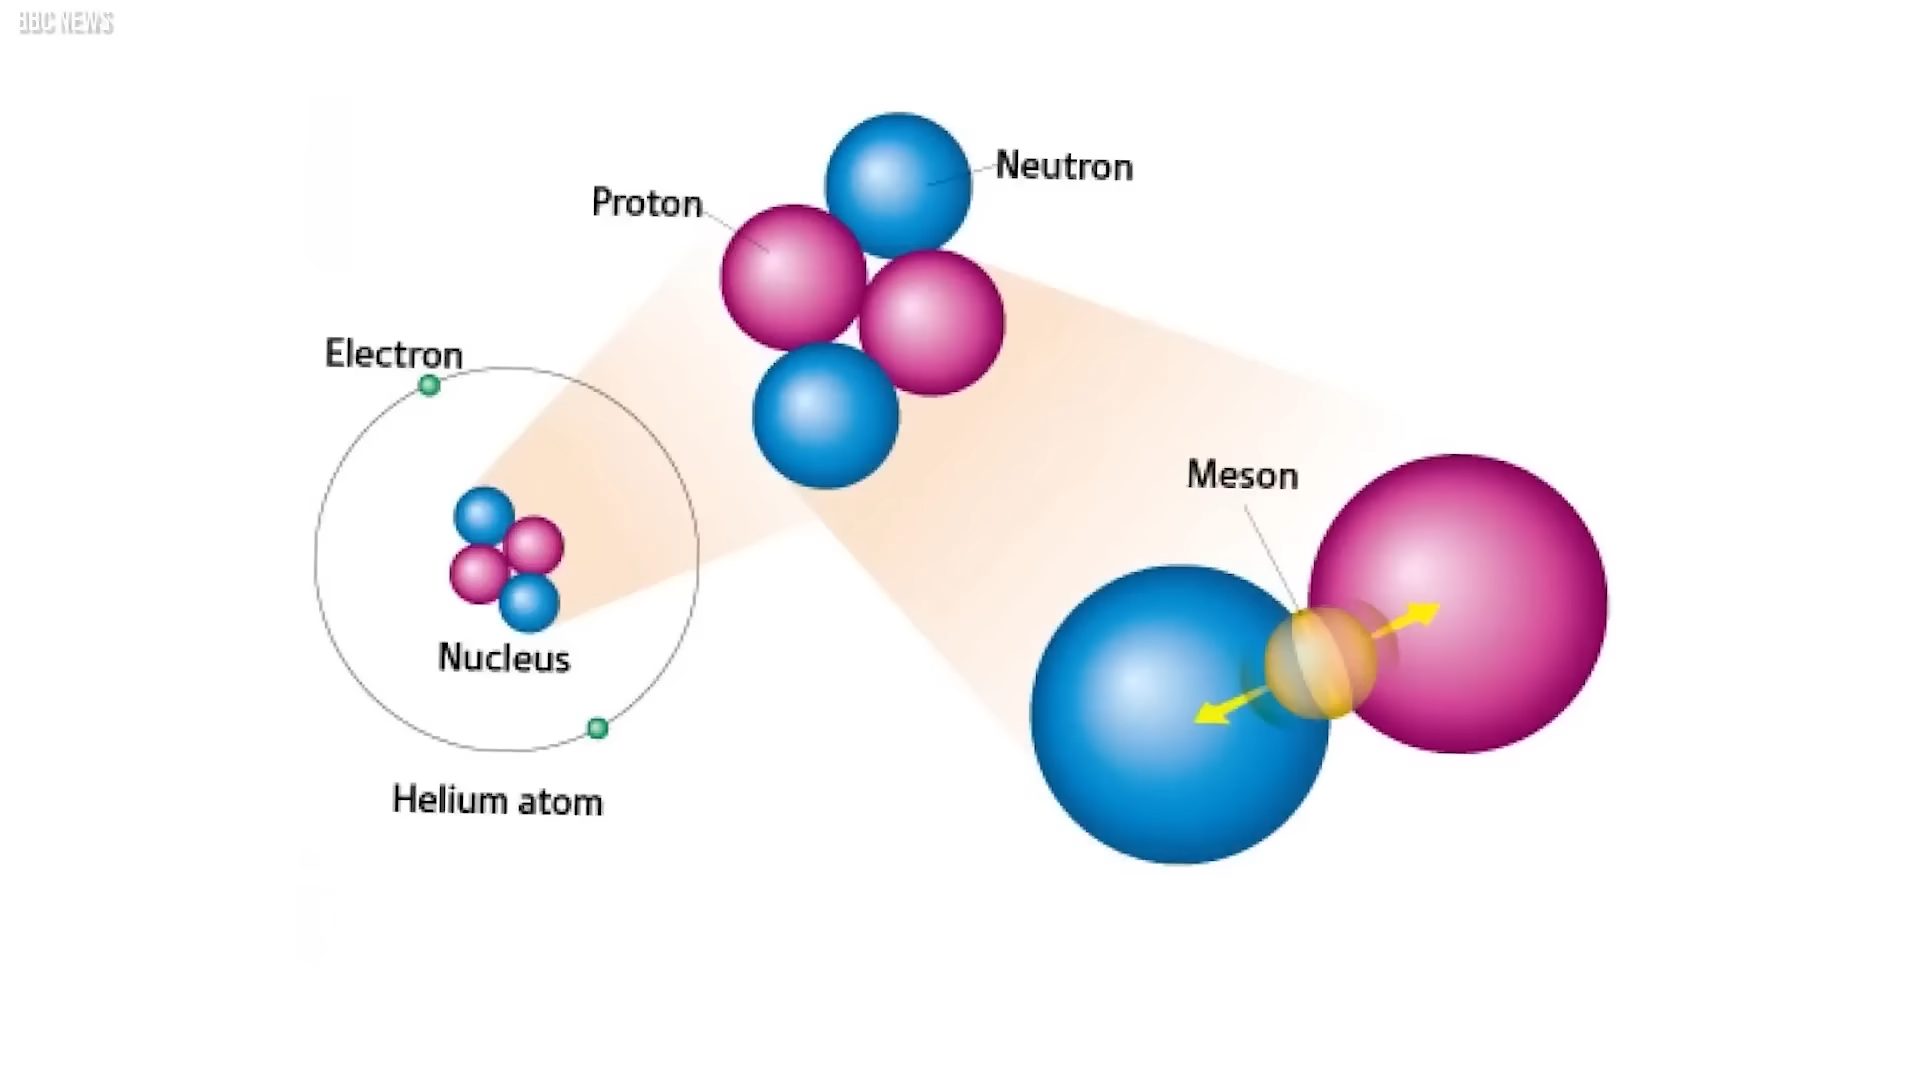 BBC NEWS
Neutron
Proton
Electron
Meson
Nucleus
Helium atom